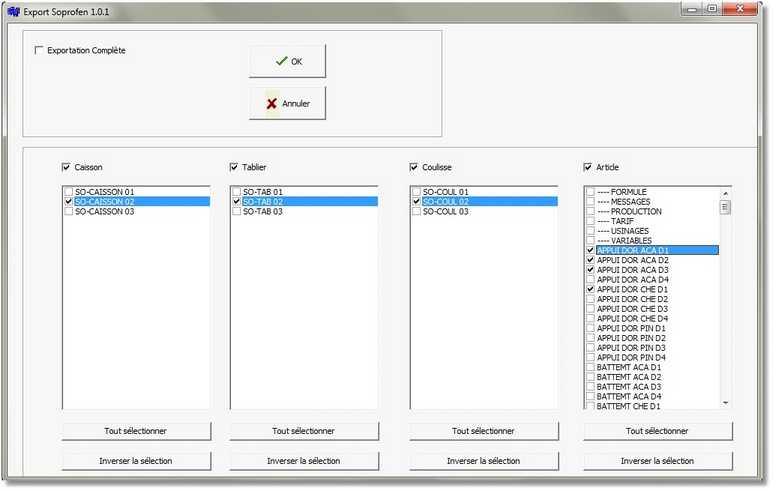 Export Soprofen 1.0.1
Exportation Complète
OK
Annuler
Caisson
SO-CAISSON 01
SO-CAISSON 02
SO-CAISSON 03
Tout sélectionner
Inverser la sélection
Tablier
SO-TAB 01
SO-TAB 02
SO-TAB 03
Tout sélectionner
Inverser la sélection
Coulisse
SO-COUL 01
SO-COUL 02
SO-COUL 03
Tout sélectionner
Inverser la sélection
Article
---- FORMULE
---- MESSAGES
---- PRODUCTION
---- TARIF
---- USINAGES
---- VARIABLES
APPUI DOR ACA D1
APPUI DOR ACA D2
APPUI DOR ACA D3
APPUI DOR ACA D4
APPUI DOR CHE D1
APPUI DOR CHE D2
APPUI DOR CHE D3
APPUI DOR CHE D4
APPUI DOR PIN D1
APPUI DOR PIN D2
APPUI DOR PIN D3
APPUI DOR PIN D4
BATTEMT ACA D1
BATTEMT ACA D2
BATTEMT ACA D3
BATTEMT ACA D4
BATTEMT CHE D1
Tout sélectionner
Inverser la sélection